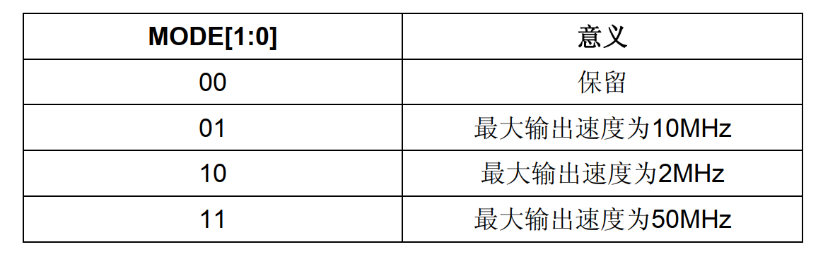 MODE[1:0] 意义
00 保留
01 最大输出速度为10MHz
10 最大输出速度为2MHz
11 最大输出速度为50MHz